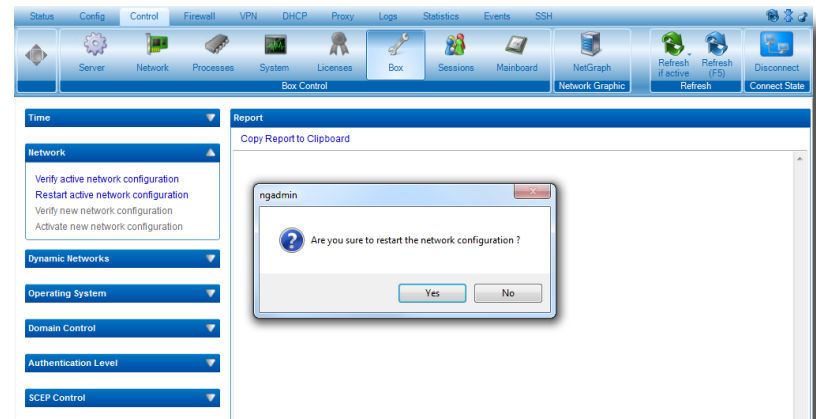 Status Config Control Firewall VPN DHCP Proxy Logs Statistics Events SSH
Server Network Processes System Licenses Box Sessions Mainboard NetGraph Refresh if active Refresh (F5) Disconnect
Box Control Network Graphic Refresh Connect State
Time
Report
Copy Report to Clipboard
Network
Verify active network configuration
Restart active network configuration
Verify new network configuration
Activate new network configuration
ngadmin
Are you sure to restart the network configuration ?
Yes No
Dynamic Networks
Operating System
Domain Control
Authentication Level
SCEP Control